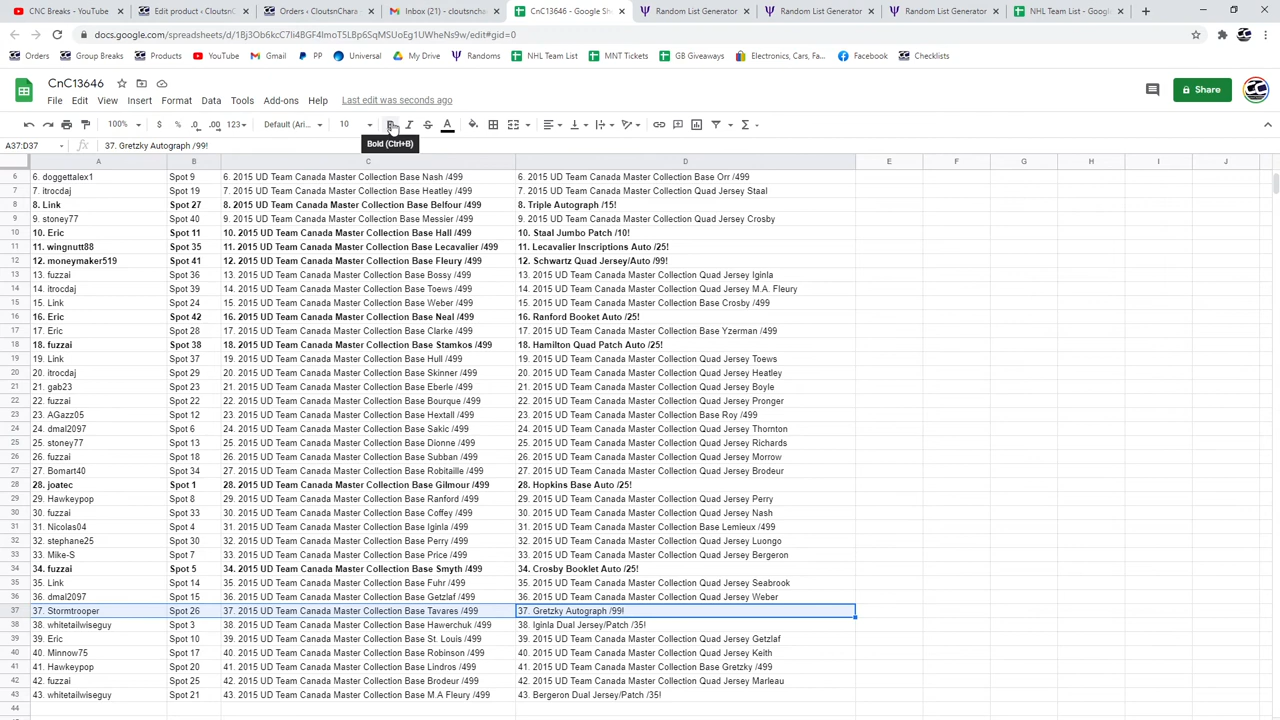 CNC Breaks - YouTube
Edit product ‹ CloutsnC
Orders ‹ CloutsnChara
Inbox (21) - cloutsnchar
CnC13646 - Google She
Random List Generator
Random List Generator
Random List Generator
NHL Team List - Google
docs.google.com/spreadsheets/d/1Bj3Ob6kcC7Ii4BGF4ImoT5LBp6SqMSUoEg1UWheNs9w/edit#gid=0
Orders Group Breaks Products YouTube Gmail PP Universal My Drive Randoms NHL Team List MNT Tickets GB Giveaways Electronics, Cars, Fa... Facebook Checklists
CnC13646
File Edit View Insert Format Data Tools Add-ons Help Last edit was seconds ago
Share
100% $ % .0 .00 123 Default (Ari... 10 B I S A
Bold (Ctrl+B)
A37:D37 fx 37. Gretzky Autograph /99!
A B C D E F G H I J
6 6. doggettalex1 Spot 9 6. 2015 UD Team Canada Master Collection Base Nash /499 6. 2015 UD Team Canada Master Collection Base Orr /499
7 7. itrocdaj Spot 19 7. 2015 UD Team Canada Master Collection Base Heatley /499 7. 2015 UD Team Canada Master Collection Quad Jersey Staal
8 8. Link Spot 27 8. 2015 UD Team Canada Master Collection Base Belfour /499 8. Triple Autograph /15!
9 9. stoney77 Spot 40 9. 2015 UD Team Canada Master Collection Base Messier /499 9. 2015 UD Team Canada Master Collection Quad Jersey Crosby
10 10. Eric Spot 11 10. 2015 UD Team Canada Master Collection Base Hall /499 10. Staal Jumbo Patch /10!
11 11. wingnutt88 Spot 35 11. 2015 UD Team Canada Master Collection Base Lecavalier /499 11. Lecavalier Inscriptions Auto /25!
12 12. moneymaker519 Spot 41 12. 2015 UD Team Canada Master Collection Base Fleury /499 12. Schwartz Quad Jersey/Auto /99!
13 13. fuzzai Spot 36 13. 2015 UD Team Canada Master Collection Base Bossy /499 13. 2015 UD Team Canada Master Collection Quad Jersey Iginla
14 14. itrocdaj Spot 39 14. 2015 UD Team Canada Master Collection Base Toews /499 14. 2015 UD Team Canada Master Collection Quad Jersey M.A. Fleury
15 15. Link Spot 24 15. 2015 UD Team Canada Master Collection Base Weber /499 15. 2015 UD Team Canada Master Collection Base Crosby /499
16 16. Eric Spot 42 16. 2015 UD Team Canada Master Collection Base Neal /499 16. Ranford Booket Auto /25!
17 17. Eric Spot 28 17. 2015 UD Team Canada Master Collection Base Clarke /499 17. 2015 UD Team Canada Master Collection Base Yzerman /499
18 18. fuzzai Spot 38 18. 2015 UD Team Canada Master Collection Base Stamkos /499 18. Hamilton Quad Patch Auto /25!
19 19. Link Spot 37 19. 2015 UD Team Canada Master Collection Base Hull /499 19. 2015 UD Team Canada Master Collection Quad Jersey Toews
20 20. itrocdaj Spot 29 20. 2015 UD Team Canada Master Collection Base Skinner /499 20. 2015 UD Team Canada Master Collection Quad Jersey Heatley
21 21. gab23 Spot 23 21. 2015 UD Team Canada Master Collection Base Eberle /499 21. 2015 UD Team Canada Master Collection Quad Jersey Boyle
22 22. fuzzai Spot 22 22. 2015 UD Team Canada Master Collection Base Bourque /499 22. 2015 UD Team Canada Master Collection Quad Jersey Pronger
23 23. AGazz05 Spot 12 23. 2015 UD Team Canada Master Collection Base Hextall /499 23. 2015 UD Team Canada Master Collection Base Roy /499
24 24. dmal2097 Spot 6 24. 2015 UD Team Canada Master Collection Base Sakic /499 24. 2015 UD Team Canada Master Collection Quad Jersey Thornton
25 25. stoney77 Spot 13 25. 2015 UD Team Canada Master Collection Base Dionne /499 25. 2015 UD Team Canada Master Collection Quad Jersey Richards
26 26. fuzzai Spot 18 26. 2015 UD Team Canada Master Collection Base Subban /499 26. 2015 UD Team Canada Master Collection Quad Jersey Morrow
27 27. Bomart40 Spot 34 27. 2015 UD Team Canada Master Collection Base Robitaille /499 27. 2015 UD Team Canada Master Collection Quad Jersey Brodeur
28 28. joatec Spot 1 28. 2015 UD Team Canada Master Collection Base Gilmour /499 28. Hopkins Base Auto /25!
29 29. Hawkeypop Spot 8 29. 2015 UD Team Canada Master Collection Base Ranford /499 29. 2015 UD Team Canada Master Collection Quad Jersey Perry
30 30. fuzzai Spot 33 30. 2015 UD Team Canada Master Collection Base Coffey /499 30. 2015 UD Team Canada Master Collection Quad Jersey Nash
31 31. Nicolas04 Spot 4 31. 2015 UD Team Canada Master Collection Base Iginla /499 31. 2015 UD Team Canada Master Collection Base Lemieux /499
32 32. stephane25 Spot 30 32. 2015 UD Team Canada Master Collection Base Perry /499 32. 2015 UD Team Canada Master Collection Quad Jersey Luongo
33 33. Mike-S Spot 7 33. 2015 UD Team Canada Master Collection Base Price /499 33. 2015 UD Team Canada Master Collection Quad Jersey Bergeron
34 34. fuzzai Spot 5 34. 2015 UD Team Canada Master Collection Base Smyth /499 34. Crosby Booklet Auto /25!
35 35. Link Spot 14 35. 2015 UD Team Canada Master Collection Base Fuhr /499 35. 2015 UD Team Canada Master Collection Quad Jersey Seabrook
36 36. dmal2097 Spot 15 36. 2015 UD Team Canada Master Collection Base Getzlaf /499 36. 2015 UD Team Canada Master Collection Quad Jersey Weber
37 37. Stormtrooper Spot 26 37. 2015 UD Team Canada Master Collection Base Tavares /499 37. Gretzky Autograph /99!
38 38. whitetailwiseguy Spot 3 38. 2015 UD Team Canada Master Collection Base Hawerchuk /499 38. Iginla Dual Jersey/Patch /35!
39 39. Eric Spot 10 39. 2015 UD Team Canada Master Collection Base St. Louis /499 39. 2015 UD Team Canada Master Collection Quad Jersey Getzlaf
40 40. Minnow75 Spot 17 40. 2015 UD Team Canada Master Collection Base Robinson /499 40. 2015 UD Team Canada Master Collection Quad Jersey Keith
41 41. Hawkeypop Spot 20 41. 2015 UD Team Canada Master Collection Base Lindros /499 41. 2015 UD Team Canada Master Collection Base Gretzky /499
42 42. fuzzai Spot 25 42. 2015 UD Team Canada Master Collection Base Brodeur /499 42. 2015 UD Team Canada Master Collection Quad Jersey Marleau
43 43. whitetailwiseguy Spot 21 43. 2015 UD Team Canada Master Collection Base M.A Fleury /499 43. Bergeron Dual Jersey/Patch /35!
44